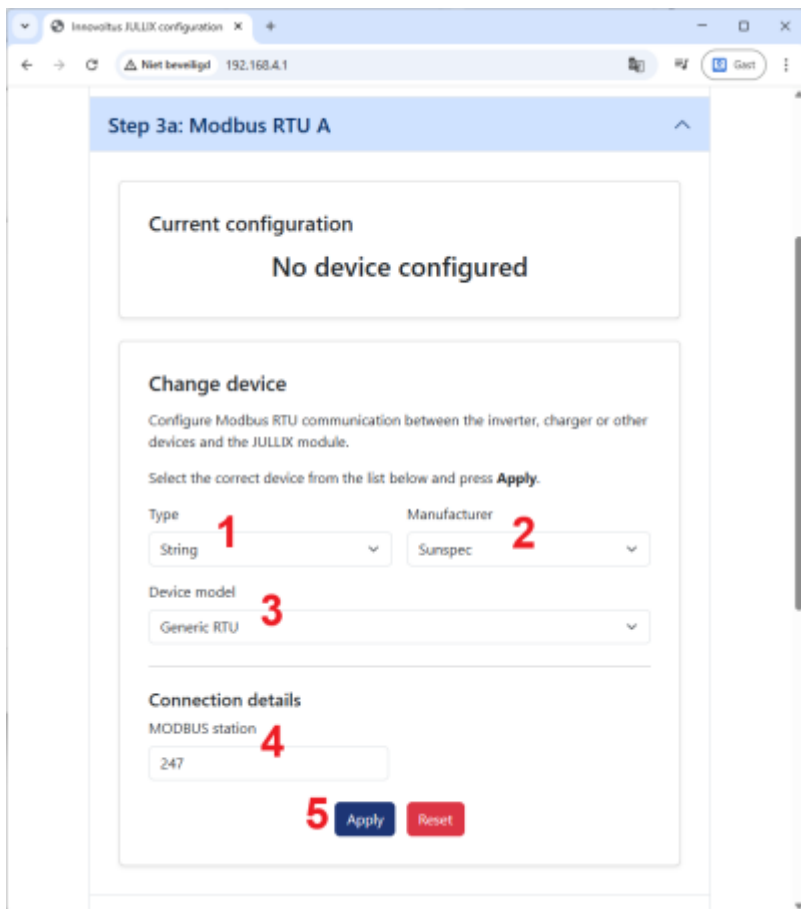 Innovoltus JULLIX configuration
Niet beveiligd 192.168.4.1
Gast
Step 3a: Modbus RTU A
Current configuration
No device configured
Change device
Configure Modbus RTU communication between the inverter, charger or other
devices and the JULLIX module.
Select the correct device from the list below and press Apply.
Type 1 Manufacturer 2
String Sunspec
Device model 3
Generic RTU
Connection details
MODBUS station 4
247
5 Apply Reset